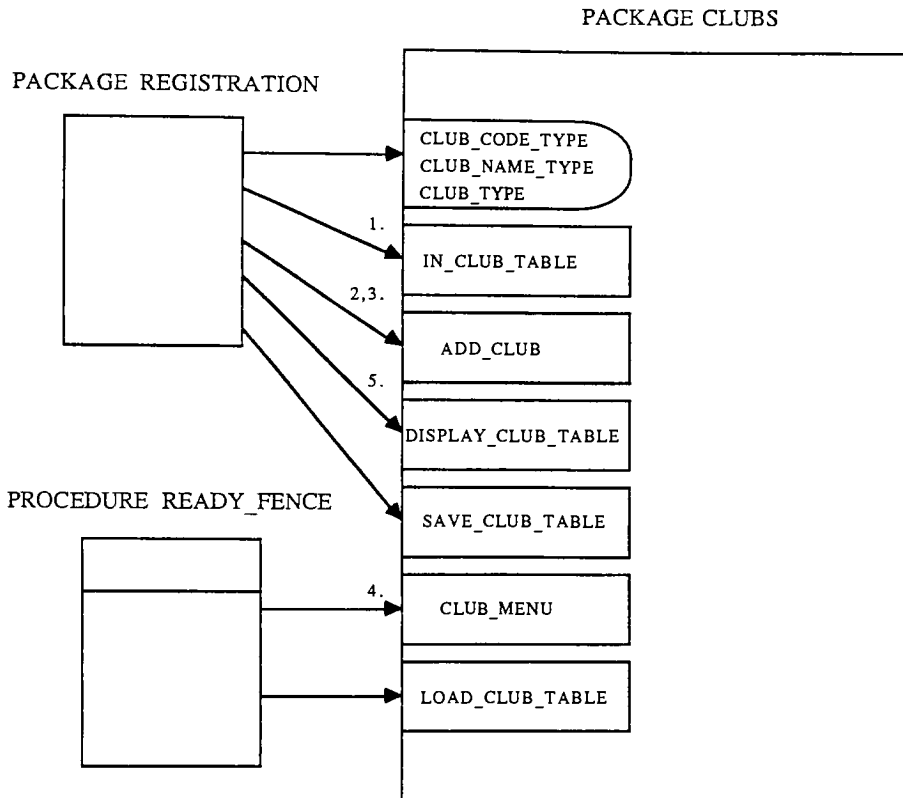 PACKAGE CLUBS
PACKAGE REGISTRATION
CLUB_CODE_TYPE
CLUB_NAME_TYPE
CLUB_TYPE
1.
IN_CLUB_TABLE
2,3.
ADD_CLUB
5.
DISPLAY_CLUB_TABLE
PROCEDURE READY_FENCE
SAVE_CLUB_TABLE
4.
CLUB_MENU
LOAD_CLUB_TABLE